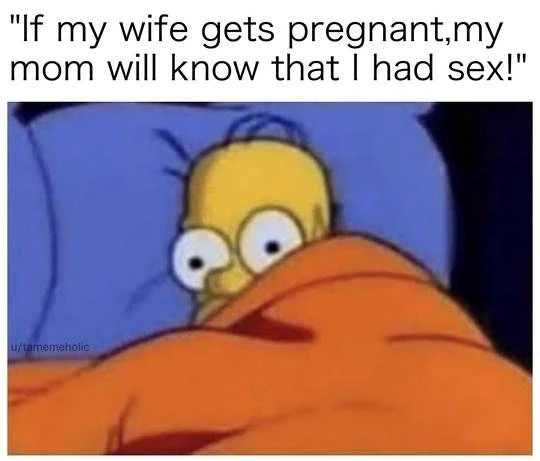 "If my wife gets pregnant,my
mom will know that I had sex!"
u/tamemeholic